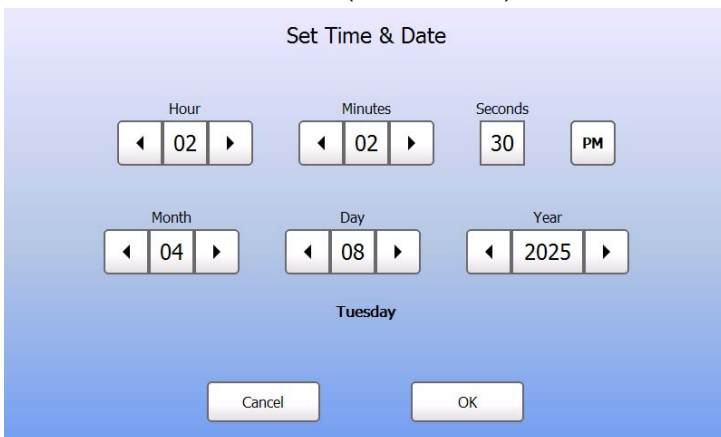 Set Time & Date
Hour Minutes Seconds
02 02 30 PM
Month Day Year
04 08 2025
Tuesday
Cancel OK